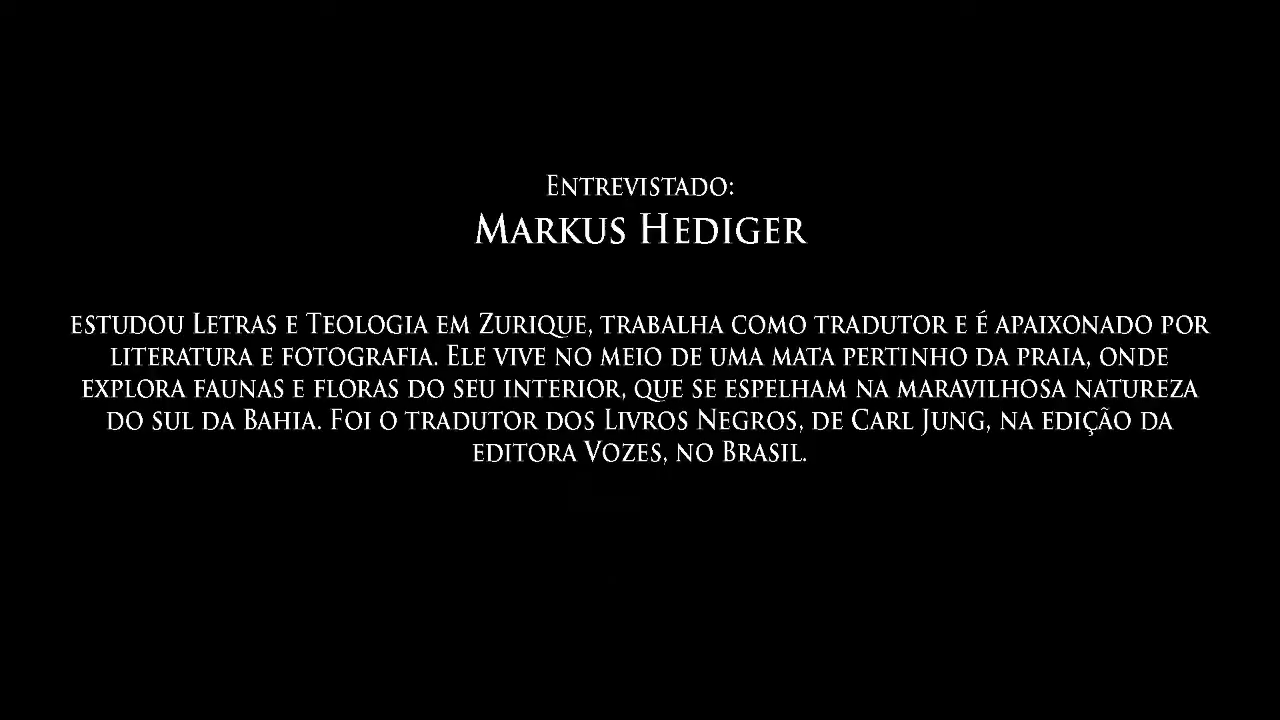 Entrevistado:
Markus Hediger
estudou Letras e Teologia em Zurique, trabalha como tradutor e é apaixonado por
literatura e fotografia. Ele vive no meio de uma mata pertinho da praia, onde
explora faunas e floras do seu interior, que se espelham na maravilhosa natureza
do sul da Bahia. Foi o tradutor dos Livros Negros, de Carl Jung, na edição da
editora Vozes, no Brasil.